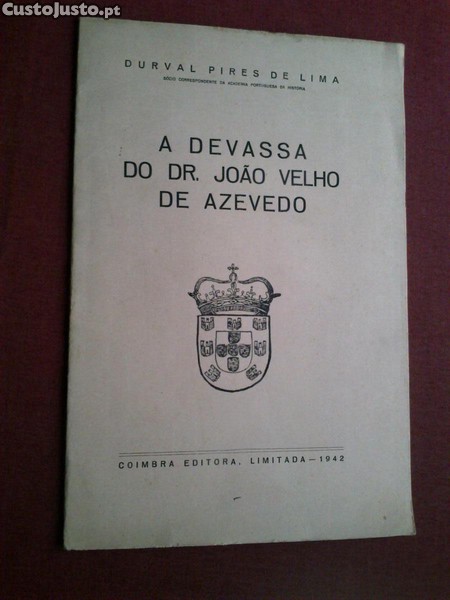 CustoJusto.pt
DURVAL PIRES DE LIMA
SÓCIO CORRESPONDENTE DA ACADEMIA PORTUGUESA DA HISTÓRIA
A DEVASSA
DO DR. JOÃO VELHO
DE AZEVEDO
COIMBRA EDITORA, LIMITADA — 1942